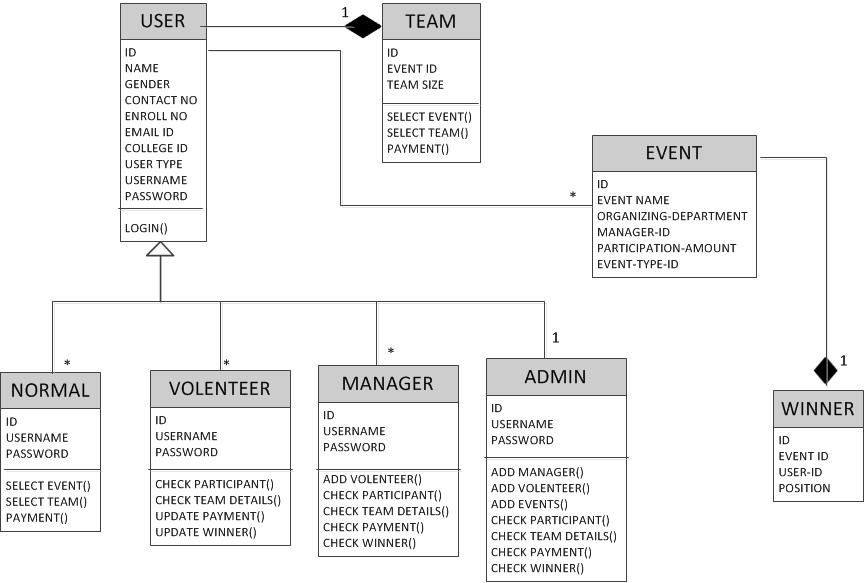 USER
ID
NAME
GENDER
CONTACT NO
ENROLL NO
EMAIL ID
COLLEGE ID
USER TYPE
USERNAME
PASSWORD
LOGIN()
1
TEAM
ID
EVENT ID
TEAM SIZE
SELECT EVENT()
SELECT TEAM()
PAYMENT()
*
EVENT
ID
EVENT NAME
ORGANIZING-DEPARTMENT
MANAGER-ID
PARTICIPATION-AMOUNT
EVENT-TYPE-ID
*
NORMAL
ID
USERNAME
PASSWORD
SELECT EVENT()
SELECT TEAM()
PAYMENT()
*
VOLENTEER
ID
USERNAME
PASSWORD
CHECK PARTICIPANT()
CHECK TEAM DETAILS()
UPDATE PAYMENT()
UPDATE WINNER()
*
MANAGER
ID
USERNAME
PASSWORD
ADD VOLENTEER()
CHECK PARTICIPANT()
CHECK TEAM DETAILS()
CHECK PAYMENT()
CHECK WINNER()
1
ADMIN
ID
USERNAME
PASSWORD
ADD MANAGER()
ADD VOLENTEER()
ADD EVENTS()
CHECK PARTICIPANT()
CHECK TEAM DETAILS()
CHECK PAYMENT()
CHECK WINNER()
1
WINNER
ID
EVENT ID
USER-ID
POSITION